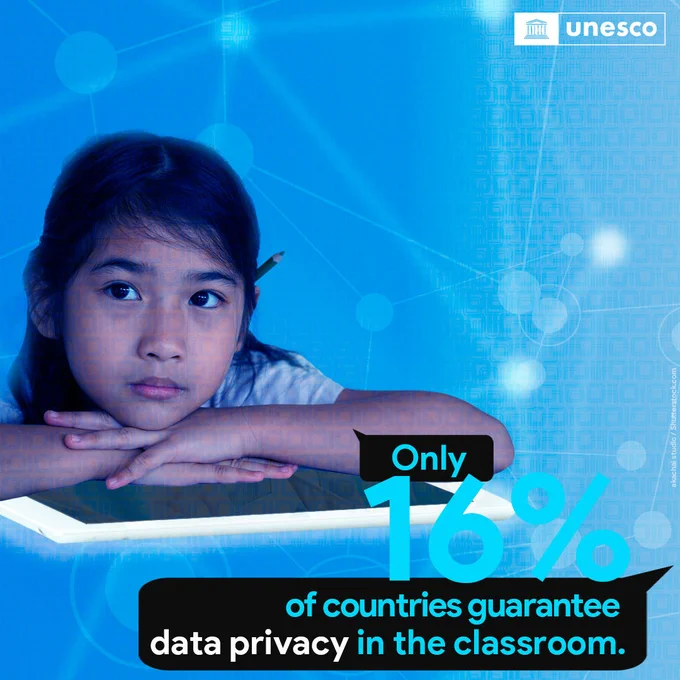 unesco
Only
16%
of countries guarantee
data privacy in the classroom.